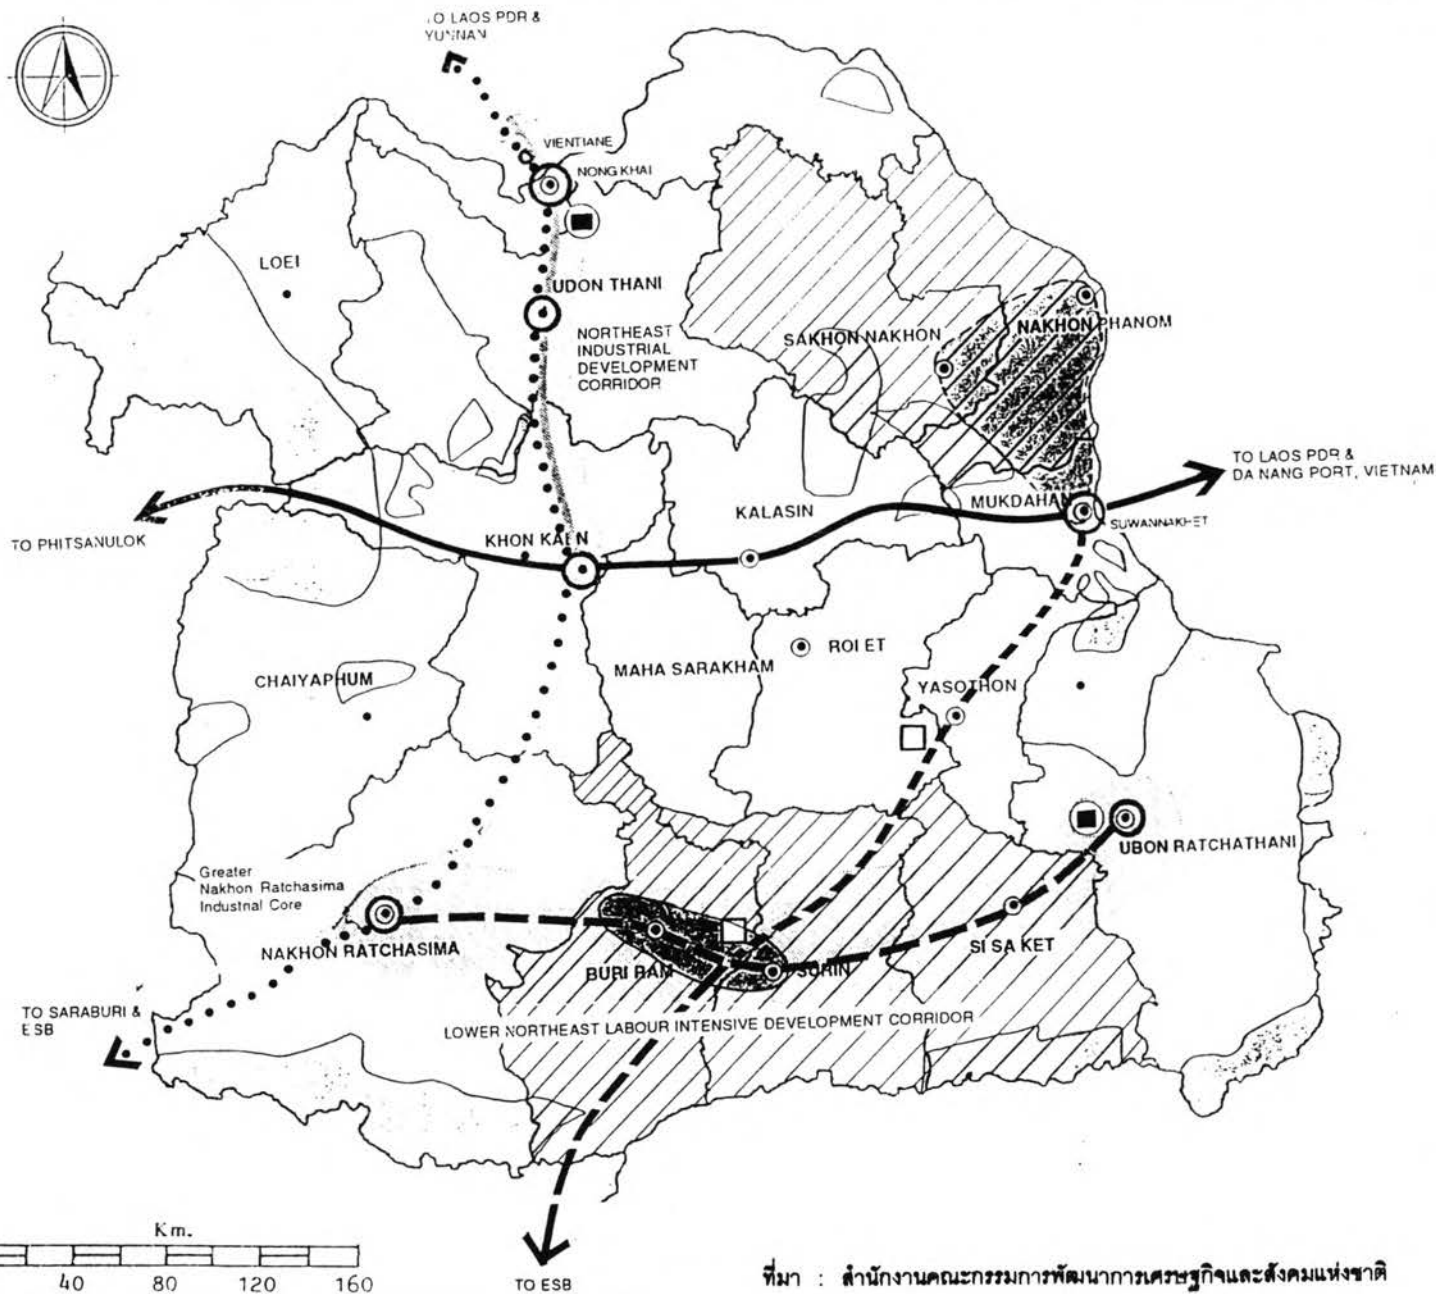 TO LAOS PDR &
YUNNAN
VIENTIANE
NONG KHAI
LOEI
UDON THANI
NORTHEAST
INDUSTRIAL
DEVELOPMENT
CORRIDOR
SAKHON NAKHON
NAKHON PHANOM
TO LAOS PDR &
DA NANG PORT, VIETNAM
MUKDAHAN
SUWANNAKHET
KALASIN
TO PHITSANULOK
KHON KAEN
ROI ET
MAHA SARAKHAM
CHAIYAPHUM
YASOTHON
UBON RATCHATHANI
Greater
Nakhon Ratchasima
Industrial Core
NAKHON RATCHASIMA
SI SA KET
BURI RAM
SURIN
TO SARABURI &
ESB
LOWER NORTHEAST LABOUR INTENSIVE DEVELOPMENT CORRIDOR
Km.
40 80 120 160
TO ESB
ที่มา : สำนักงานคณะกรรมการพัฒนาการเศรษฐกิจและสังคมแห่งชาติ